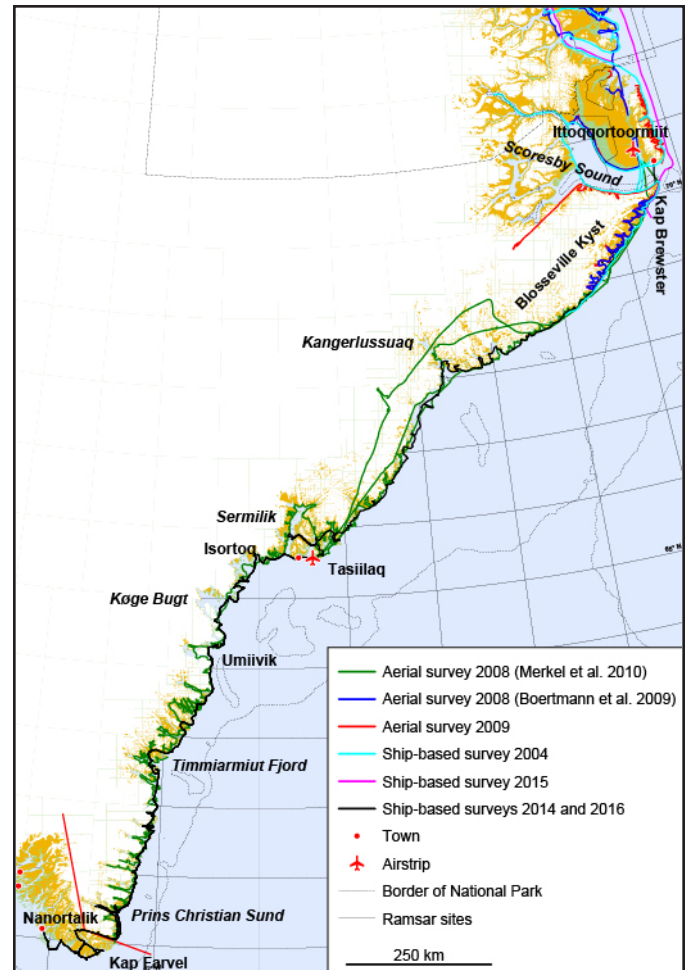 Ittoqqortoormiit
Scoresby Sound
70° N
Kap Brewster
Blosseville Kyst
Kangerlussuaq
Sermilik
Isortoq
Tasiilaq
65° N
Køge Bugt
Umiivik
Timmiarmiut Fjord
Nanortalik
Prins Christian Sund
Kap Farvel
Aerial survey 2008 (Merkel et al. 2010)
Aerial survey 2008 (Boertmann et al. 2009)
Aerial survey 2009
Ship-based survey 2004
Ship-based survey 2015
Ship-based surveys 2014 and 2016
Town
Airstrip
Border of National Park
Ramsar sites
250 km